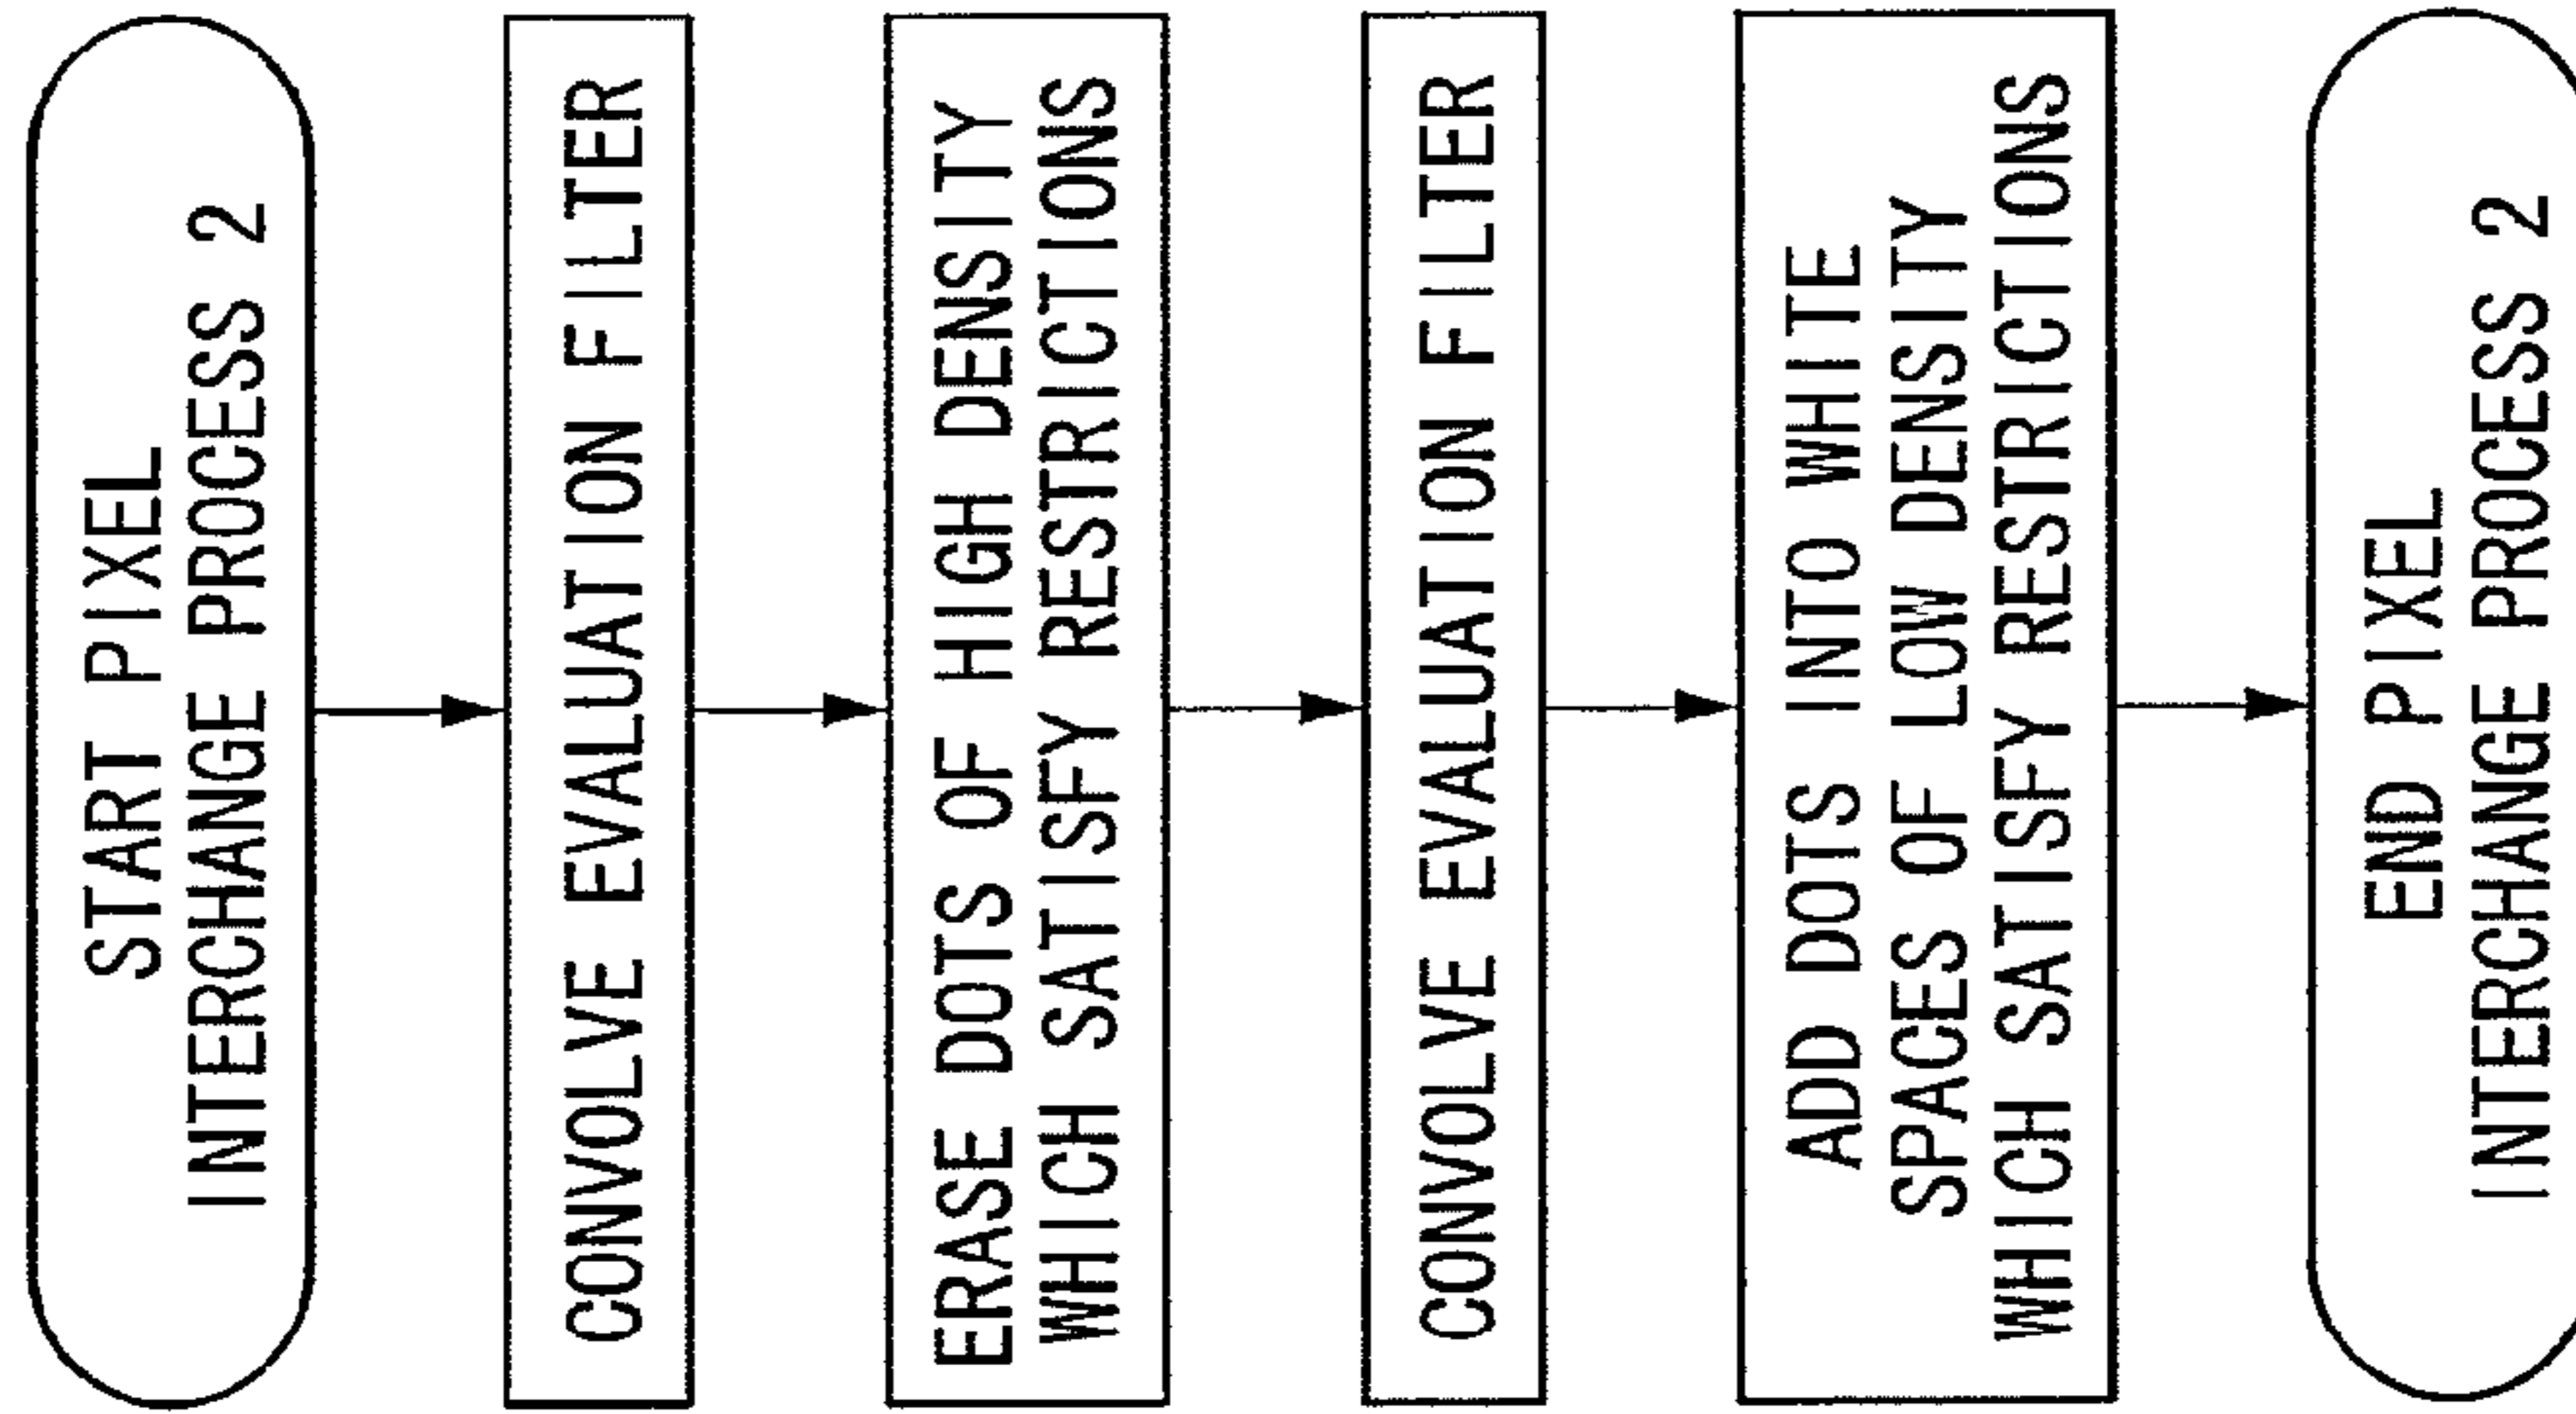 START PIXEL
INTERCHANGE PROCESS 2
CONVOLVE EVALUATION FILTER
ERASE DOTS OF HIGH DENSITY
WHICH SATISFY RESTRICTIONS
CONVOLVE EVALUATION FILTER
ADD DOTS INTO WHITE
SPACES OF LOW DENSITY
WHICH SATISFY RESTRICTIONS
END PIXEL
INTERCHANGE PROCESS 2